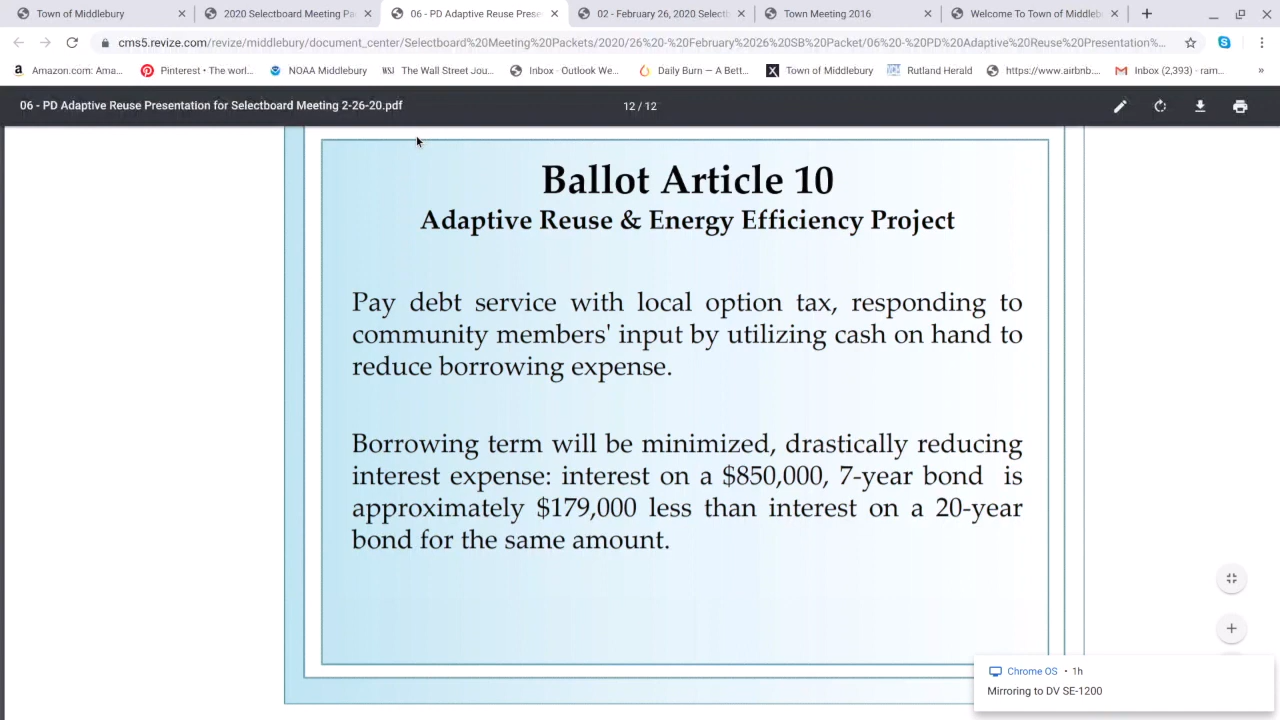 Town of Middlebury
2020 Selectboard Meeting Pa
06 - PD Adaptive Reuse Prese
02 - February 26, 2020 Selectl
Town Meeting 2016
Welcome To Town of Middleb
cms5.revize.com/revize/middlebury/document_center/Selectboard%20Meeting%20Packets/2020/26%20-%20February%2026%20SB%20Packet/06%20-%20PD%20Adaptive%20Reuse%20Presentation%...
Amazon.com: Ama...
Pinterest • The worl...
NOAA Middlebury
WSJ The Wall Street Jou...
Inbox · Outlook We...
Daily Burn — A Bett...
Town of Middlebury
Rutland Herald
https://www.airbnb....
Inbox (2,393) · ram...
»
06 - PD Adaptive Reuse Presentation for Selectboard Meeting 2-26-20.pdf
12 / 12
Ballot Article 10
Adaptive Reuse & Energy Efficiency Project
Pay debt service with local option tax, responding to
community members' input by utilizing cash on hand to
reduce borrowing expense.
Borrowing term will be minimized, drastically reducing
interest expense: interest on a $850,000, 7-year bond is
approximately $179,000 less than interest on a 20-year
bond for the same amount.
Chrome OS • 1h
Mirroring to DV SE-1200